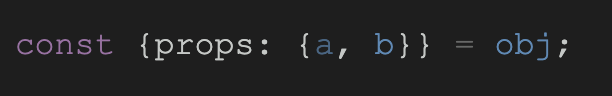 const {props: {a, b}} = obj;